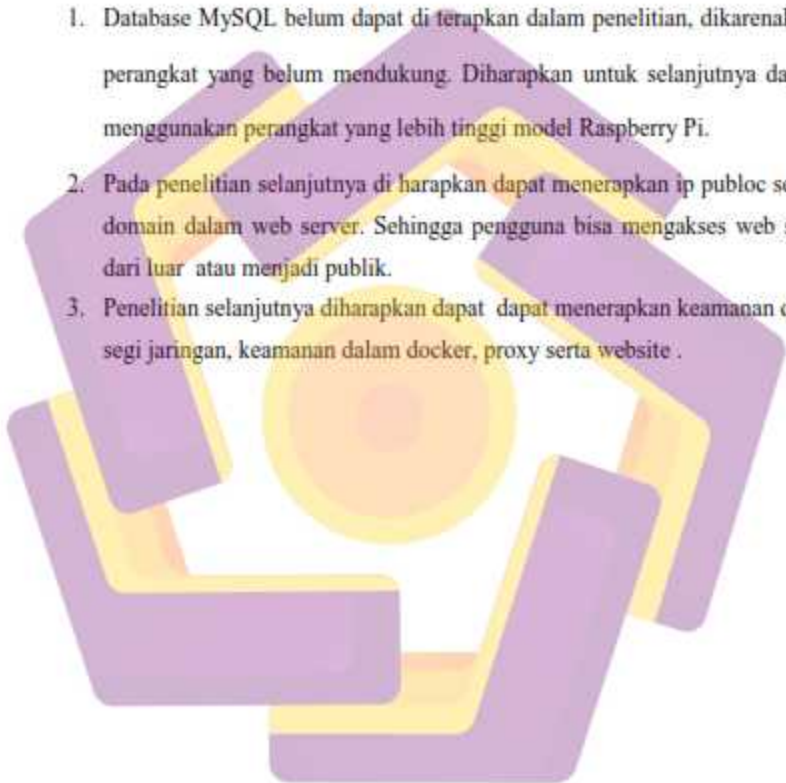 1. Database MySQL belum dapat di terapkan dalam penelitian,
perangkat yang belum mendukung. Diharapkan untuk selanjutnya
menggunakan perangkat yang lebih tinggi model Raspberry Pi.
2. Pada penelitian selanjutnya di harapkan dapat menerapkan ip publoc
domain dalam web server. Sehingga pengguna bisa mengakses web
dari luar atau menjadi publik.
3. Penelitian selanjutnya diharapkan dapat dapat menerapkan keamanan
segi jaringan, keamanan dalam docker, proxy serta website .